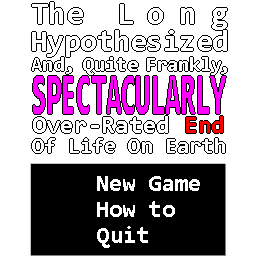 The Long
Hypothesized
And, Quite Frankly,
SPECTACULARLY
Over-Rated End
Of Life On Earth
New Game
How to
Quit